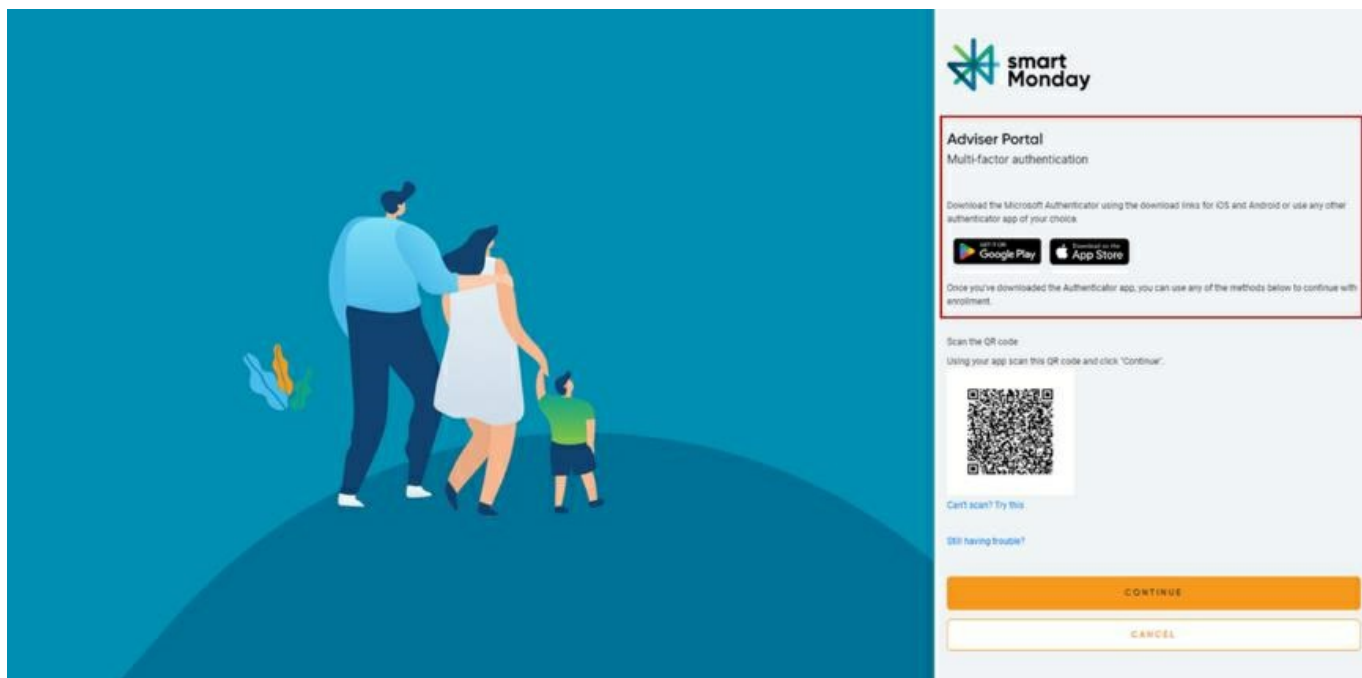 smart
Monday
Adviser Portal
Multi-factor authentication
Download the Microsoft Authenticator using the download links for iOS and Android or use any other
authenticator app of your choice.
GET IT ON
Google Play
Download on the
App Store
Once you've downloaded the Authenticator app, you can use any of the methods below to continue with
enrollment.
Scan the QR code
Using your app scan this QR code and click "Continue".
Can't scan? Try this
Still having trouble?
CONTINUE
CANCEL